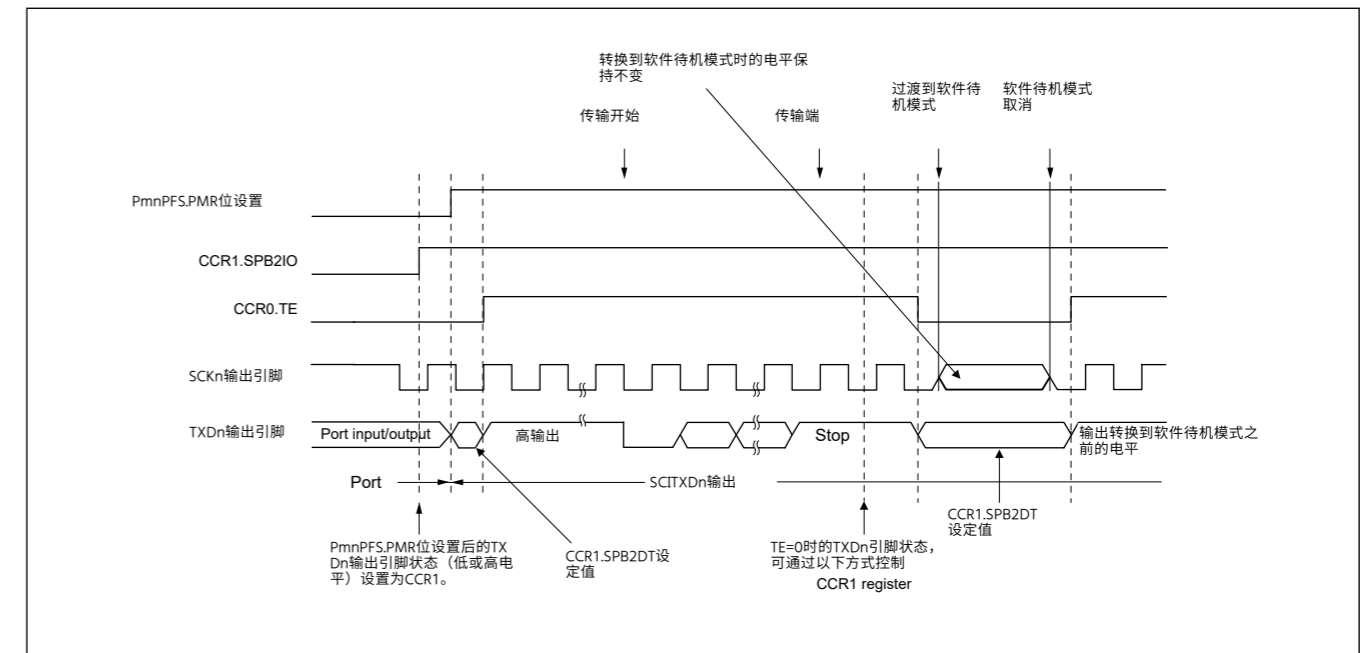 转换到软件待机模式时的电平保
持不变
过渡到软件待
机模式
软件待机模式
取消
传输开始
传输端
PmnPFS.PMR位设置
CCR1.SPB2IO
CCR0.TE
SCKn输出引脚
TXDn输出引脚
Port input/output
高输出
Stop
输出转换到软件待机模式之
前的电平
Port
SCITXDn输出
PmnPFS.PMR位设置后的TX
Dn输出引脚状态（低或高电
平）设置为CCR1。
CCR1.SPB2DT设
定值
TE=0时的TXDn引脚状态，
可通过以下方式控制
CCR1 register
CCR1.SPB2DT
设定值